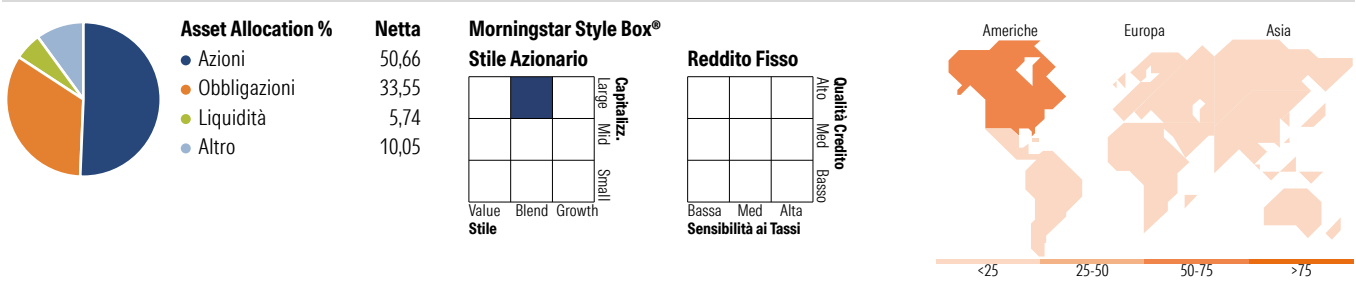 Asset Allocation % Netta
Azioni 50,66
Obbligazioni 33,55
Liquidità 5,74
Altro 10,05
Morningstar Style Box®
Stile Azionario
Large Mid Small
Capitalizz.
Value Blend Growth
Stile
Reddito Fisso
Alto Med Basso
Qualità Credito
Bassa Med Alta
Sensibilità ai Tassi
Americhe Europa Asia
<25 25-50 50-75 >75